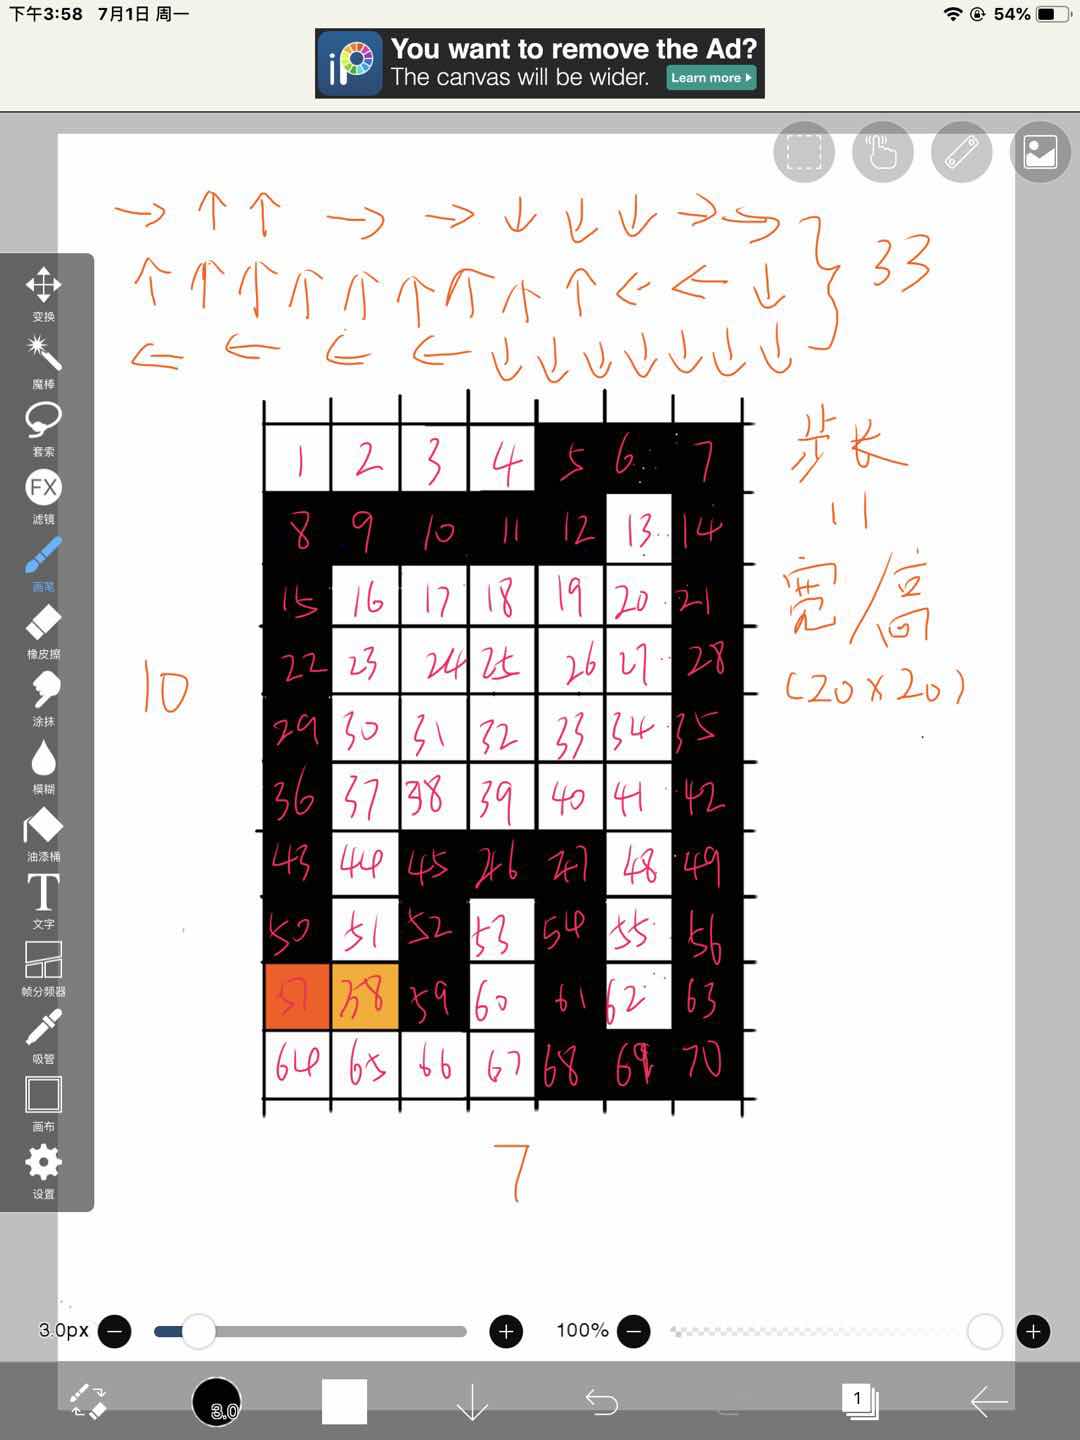 下午3:58 7月1日 周一
54%
iP
You want to remove the Ad?
The canvas will be wider.
Learn more
→ ↑ ↑ → → ↓ ↓ ↓ → →
↑ ↑ ↑ ↑ ↑ ↑ ↑ ↑ ↑ ← ← ↓
← ← ← ← ↓ ↓ ↓ ↓ ↓ ↓ ↓
} 33
变换
魔棒
套索
FX
滤镜
画笔
橡皮擦
涂抹
模糊
油漆桶
T
文字
帧分频器
吸管
画布
设置
1 2 3 4 5 6 7
8 9 10 11 12 13 14
15 16 17 18 19 20 21
22 23 24 25 26 27 28
29 30 31 32 33 34 35
36 37 38 39 40 41 42
43 44 45 46 47 48 49
50 51 52 53 54 55 56
57 58 59 60 61 62 63
64 65 66 67 68 69 70
10
7
步长
11
宽/高
(20×20)
3.0px
100%
3.0
1